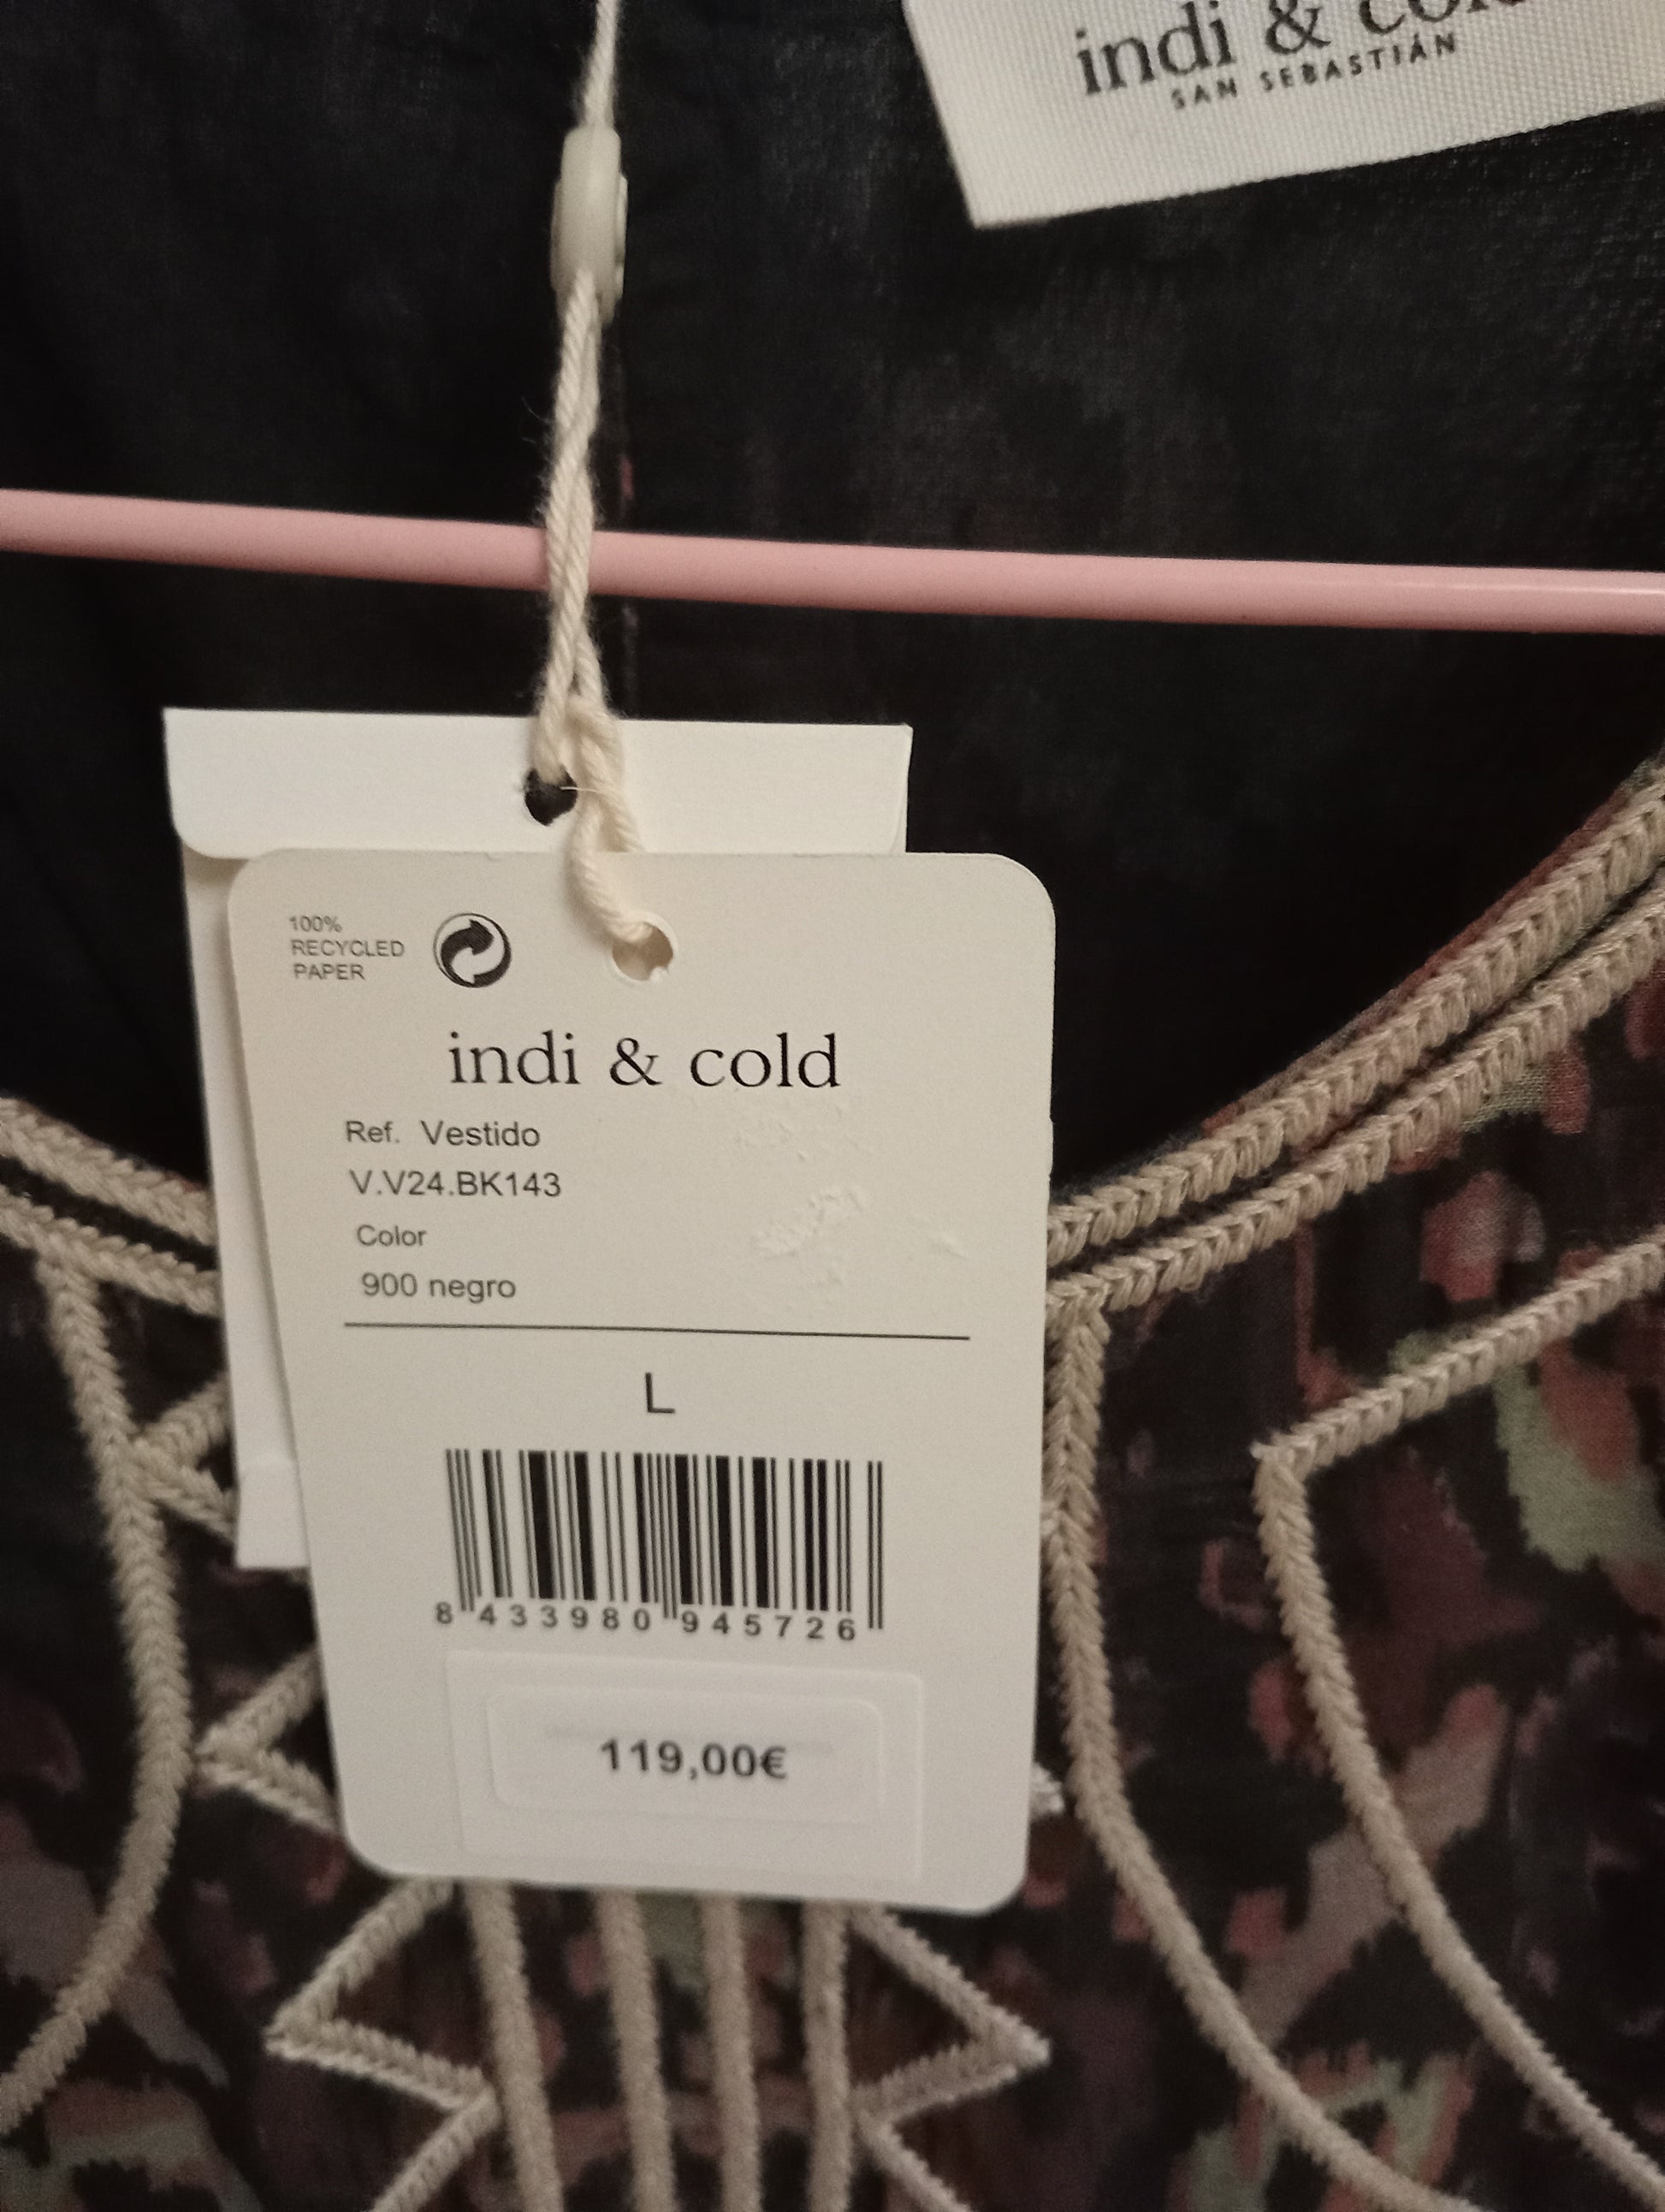 indi & cold
SAN SEBASTIÁN
100%
RECYCLED
PAPER
indi & cold
Ref. Vestido
V.V24.BK143
Color
900 negro
L
8 433980 945726
119,00€